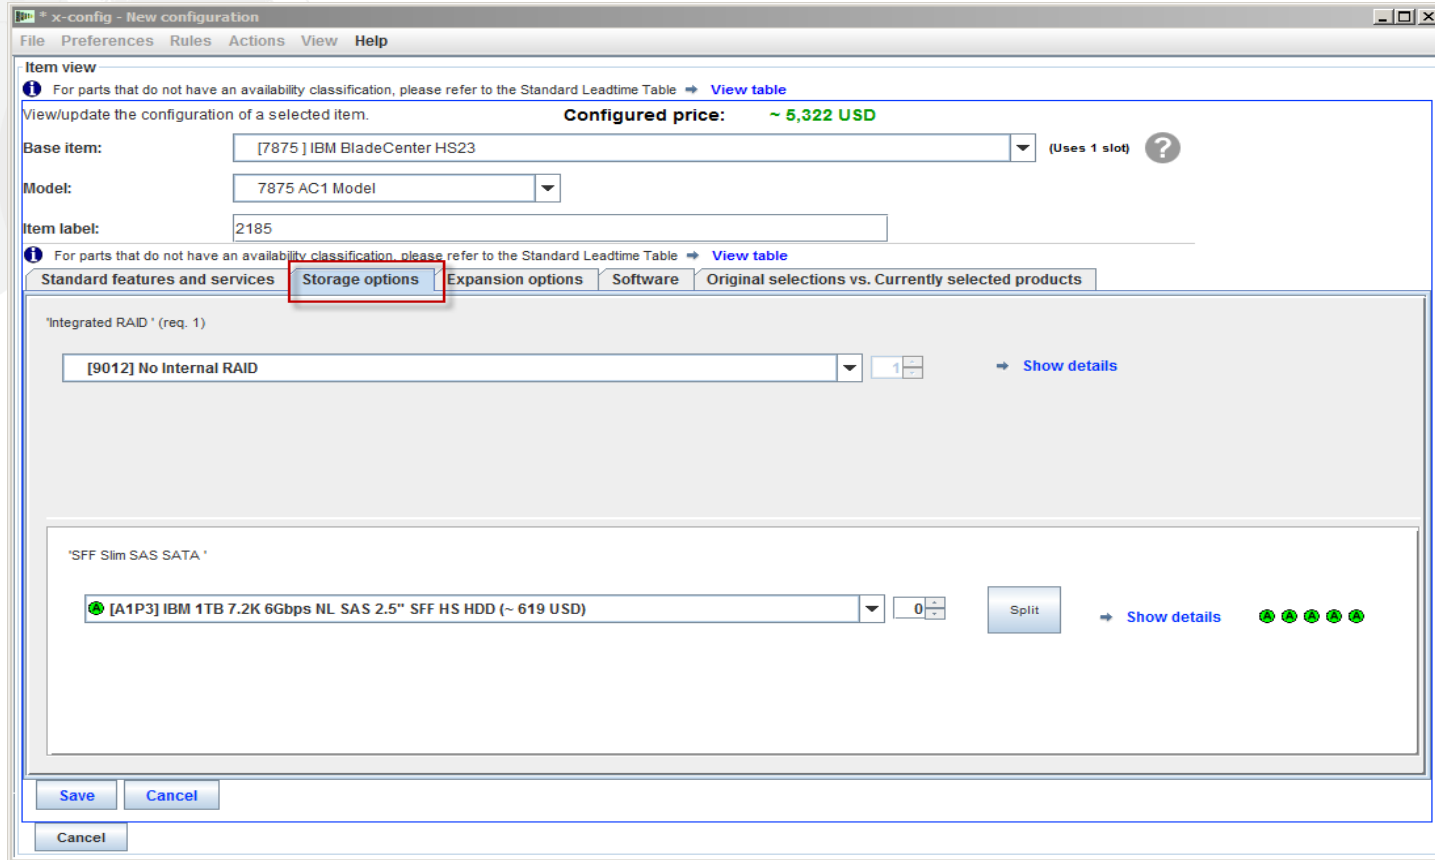 * x-config - New configuration
File Preferences Rules Actions View Help
Item view
For parts that do not have an availability classification, please refer to the Standard Leadtime Table View table
View/update the configuration of a selected item. Configured price: ~ 5,322 USD
Base item: [7875 ] IBM BladeCenter HS23 (Uses 1 slot) ?
Model: 7875 AC1 Model
Item label: 2185
For parts that do not have an availability classification, please refer to the Standard Leadtime Table View table
Standard features and services Storage options Expansion options Software Original selections vs. Currently selected products
'Integrated RAID ' (req. 1)
[9012] No Internal RAID 1 Show details
'SFF Slim SAS SATA '
A [A1P3] IBM 1TB 7.2K 6Gbps NL SAS 2.5" SFF HS HDD (~ 619 USD) 0 Split Show details A A A A A
Save Cancel
Cancel